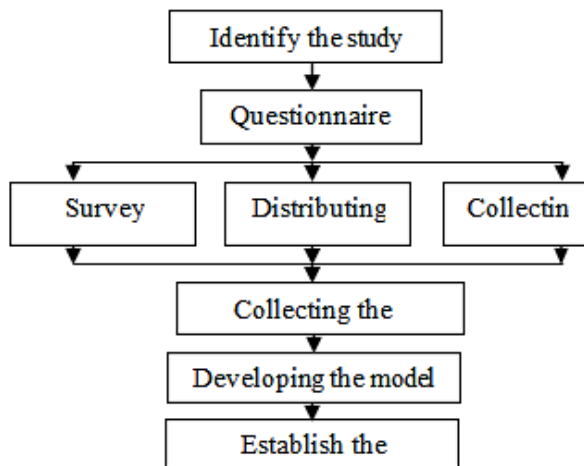 Identify the study
Questionnaire
Survey
Distributing
Collectin
Collecting the
Developing the model
Establish the